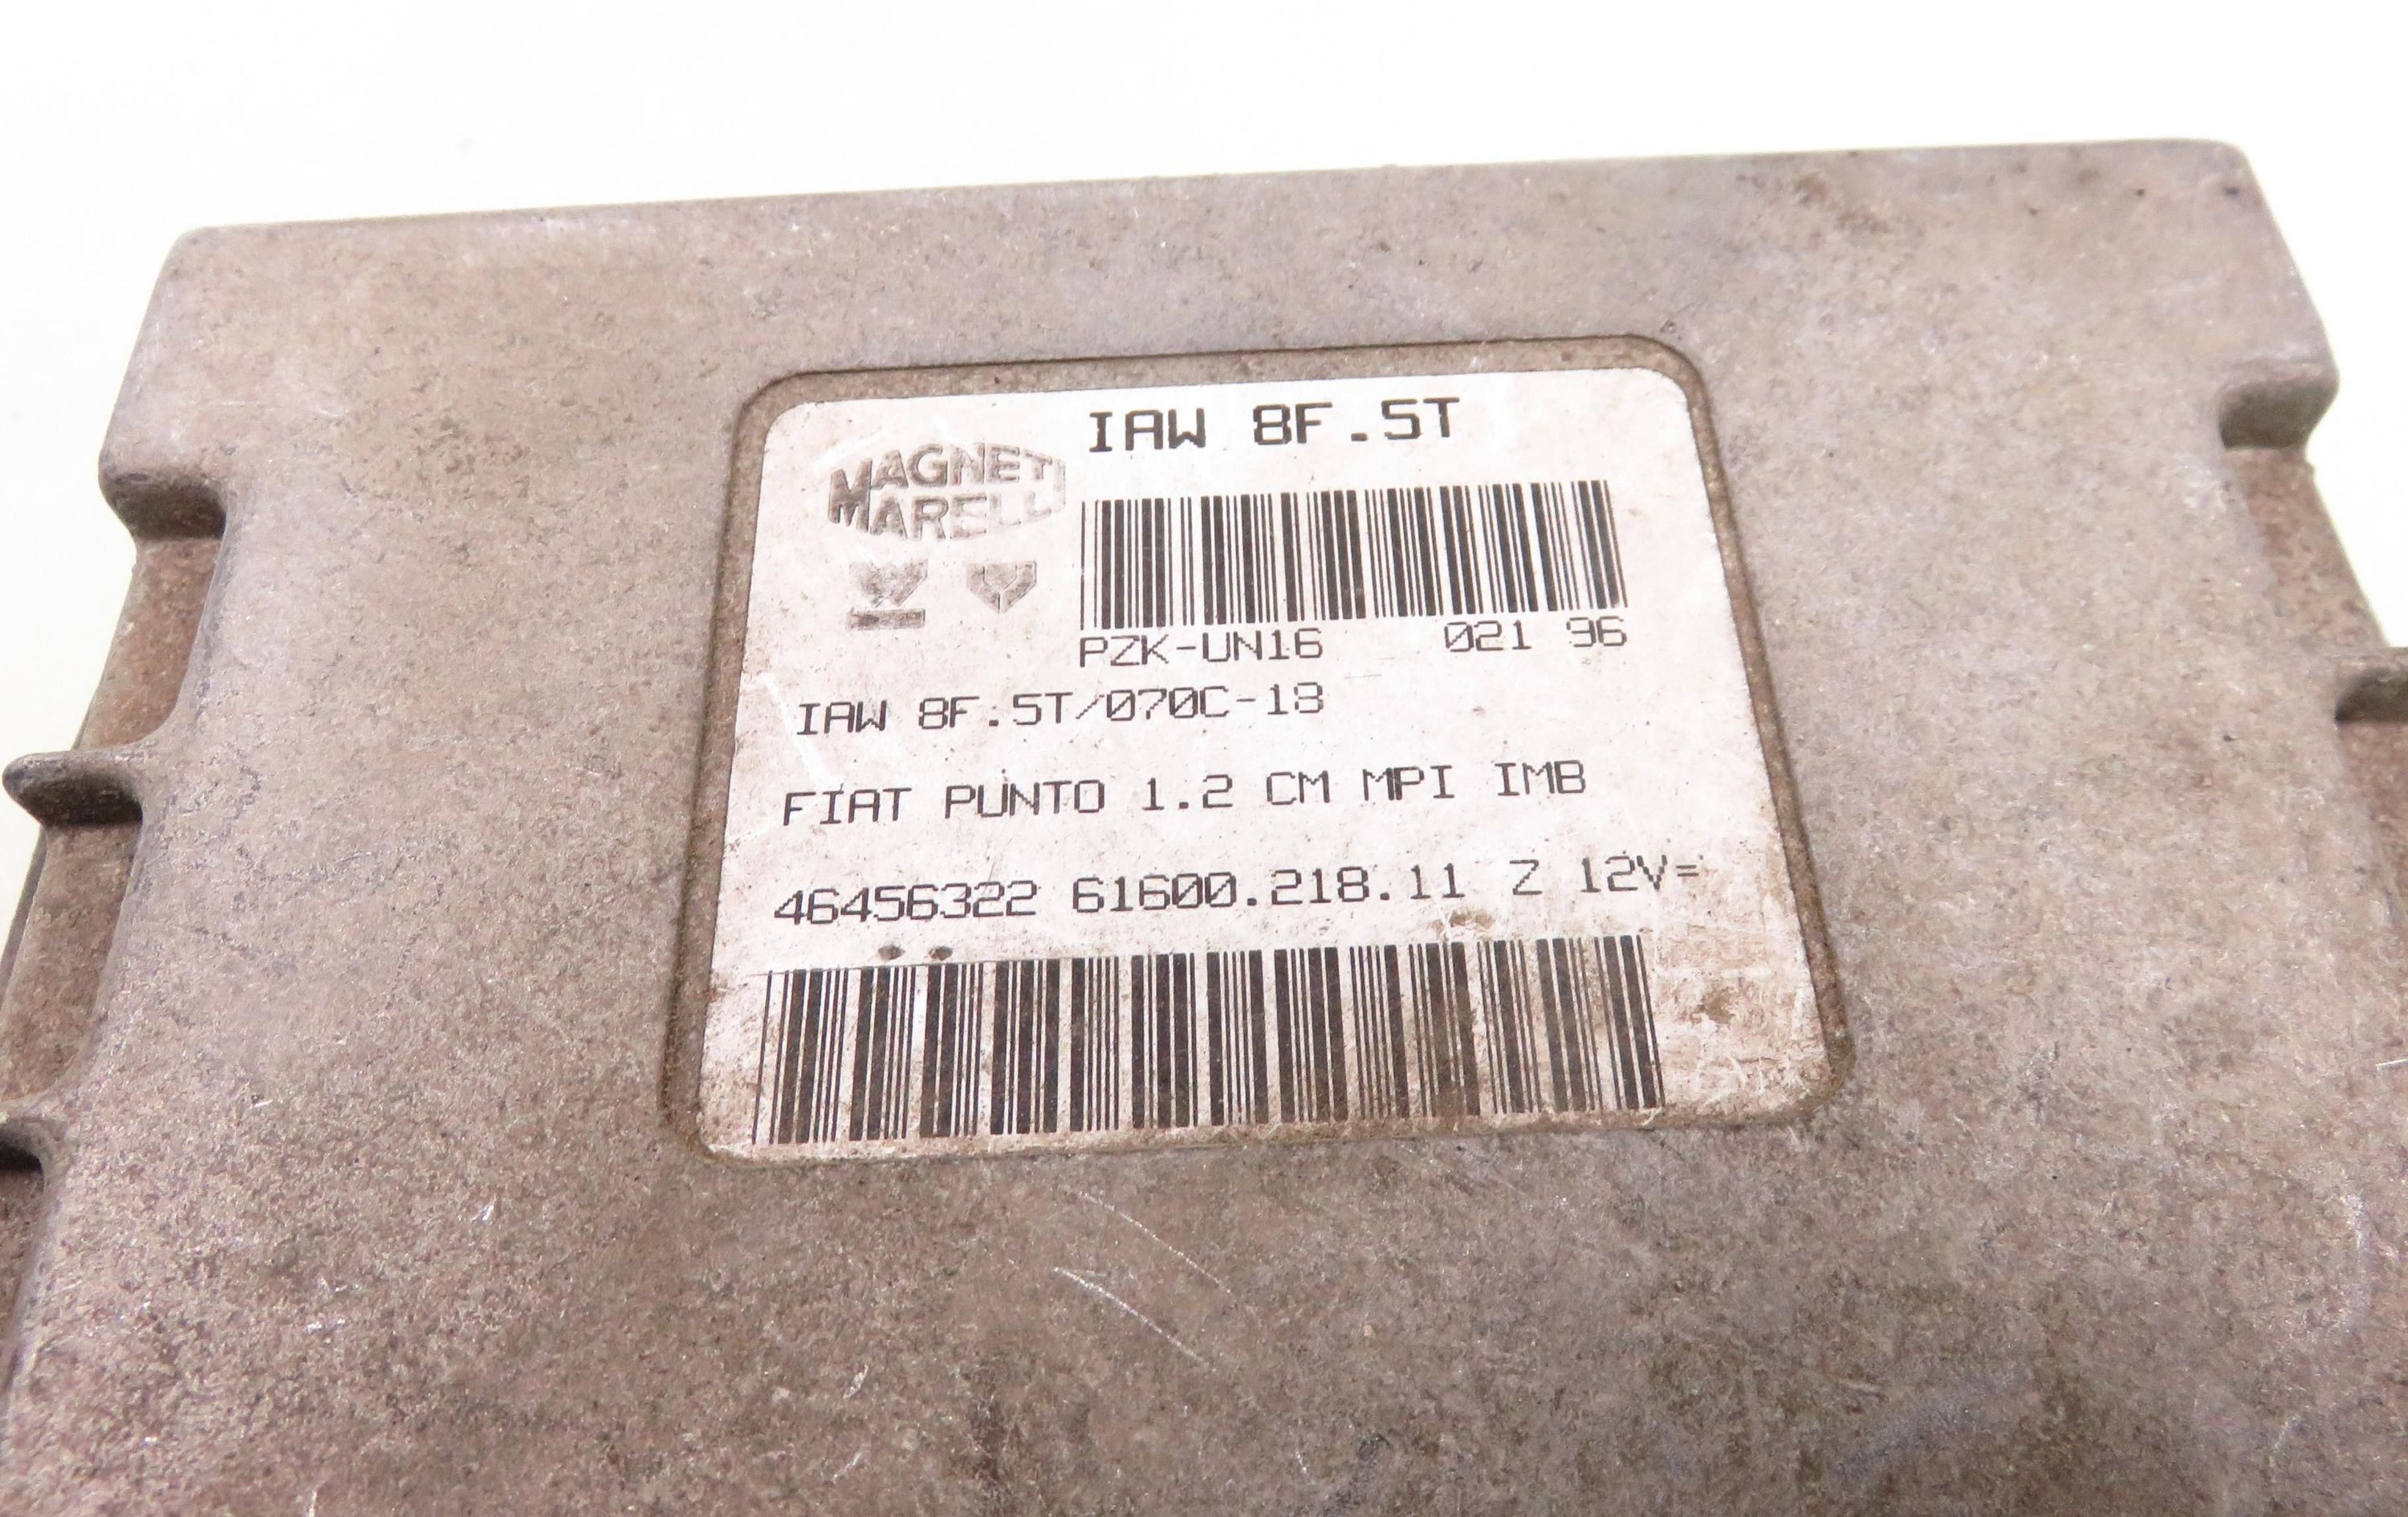 IAW 8F.5T
MAGNETI
MARELLI
PZK-UN16 021 96
IAW 8F.5T/070C-18
FIAT PUNTO 1.2 CM MPI IMB
46456322 61600.218.11 Z 12V=